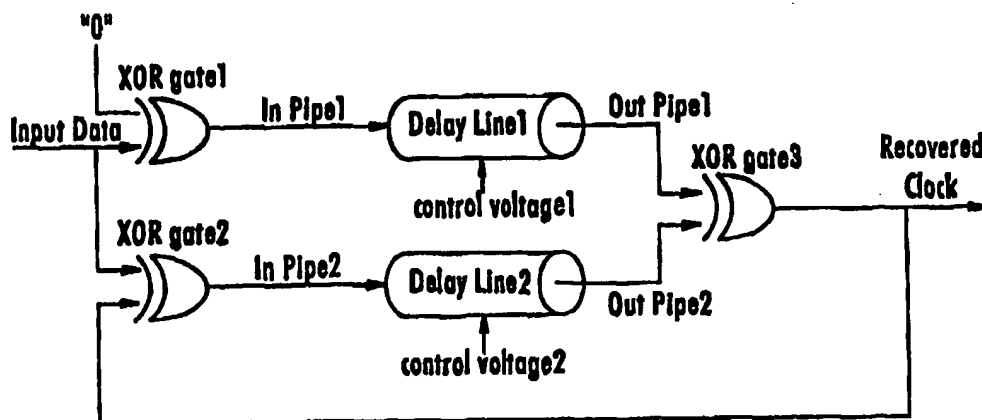 "0"
XOR gate1
Input Data
In Pipe1
Delay Line1
Out Pipe1
control voltage1
XOR gate3
Recovered
Clock
XOR gate2
In Pipe2
Delay Line2
Out Pipe2
control voltage2